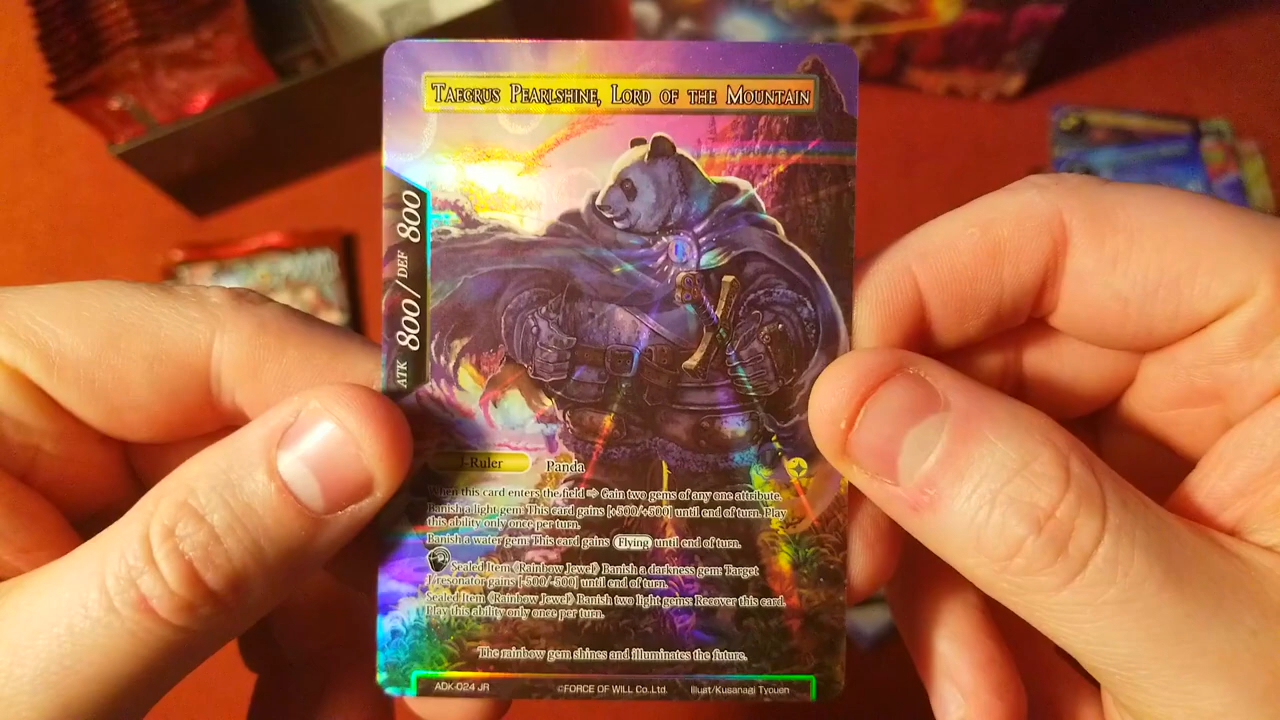 TAEGRUS PEARLSHINE, LORD OF THE MOUNTAIN
ATK 800 / DEF 800
J-Ruler Panda
When this card enters the field ⇒ Gain two gems of any one attribute.
Banish a light gem: This card gains [+500/+500] until end of turn. Play
this ability only once per turn.
Banish a water gem: This card gains Flying until end of turn.
Sealed Item 《Rainbow Jewel》 Banish a darkness gem: Target
J/resonator gains [-500/-500] until end of turn.
Sealed Item 《Rainbow Jewel》 Banish two light gems: Recover this card.
Play this ability only once per turn.
The rainbow gem shines and illuminates the future.
ADK-024 JR ©FORCE OF WILL Co.,Ltd. Illust/Kusanagi Tyouen